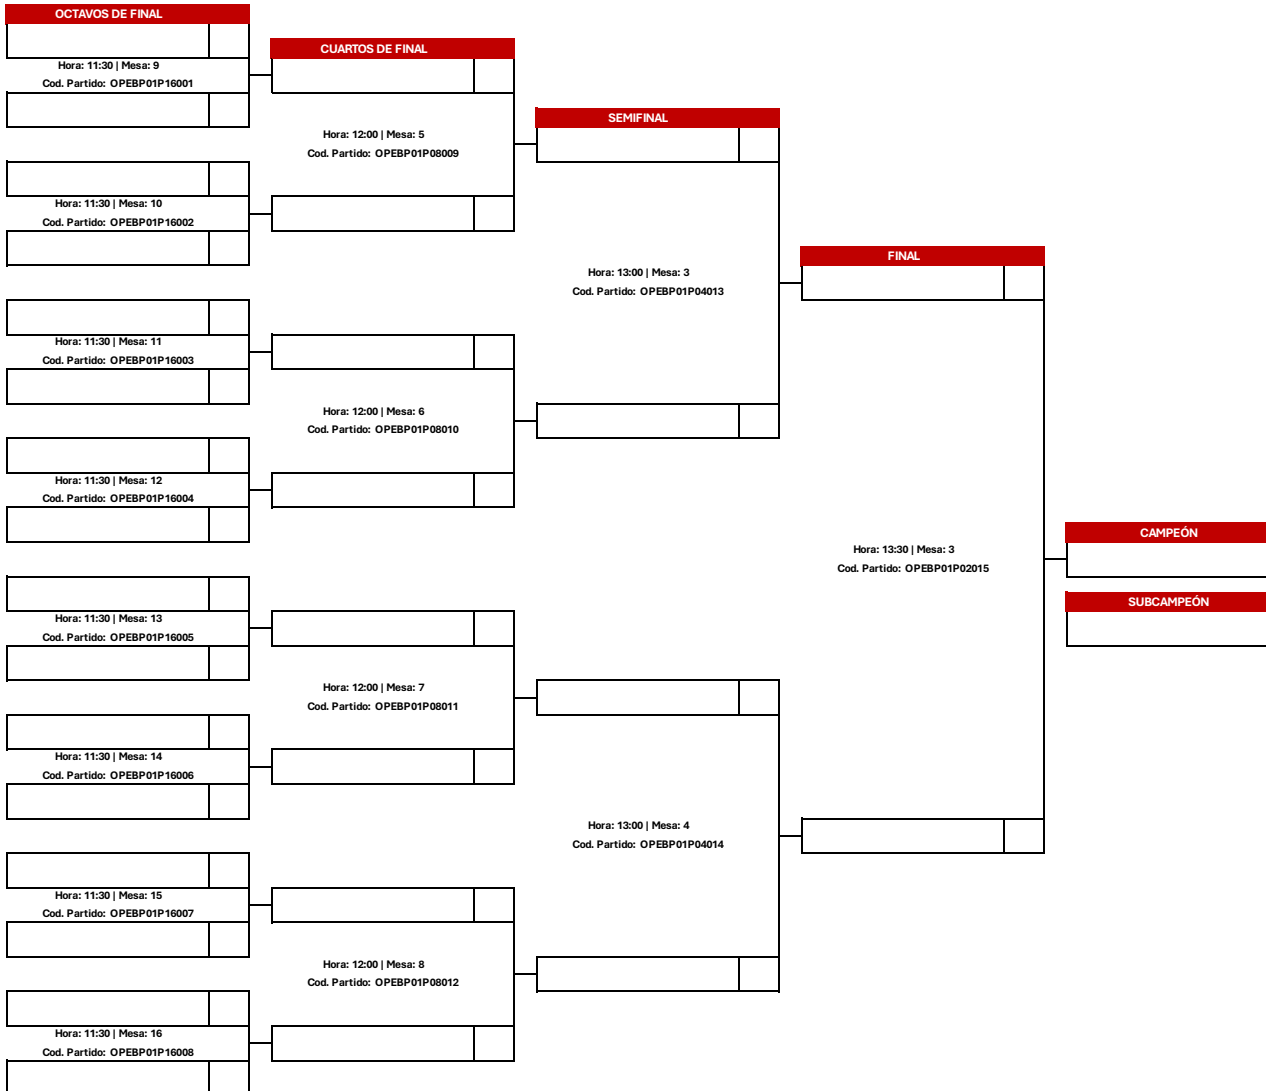 OCTAVOS DE FINAL
Hora: 11:30 | Mesa: 9
Cod. Partido: OPEBP01P16001
Hora: 11:30 | Mesa: 10
Cod. Partido: OPEBP01P16002
Hora: 11:30 | Mesa: 11
Cod. Partido: OPEBP01P16003
Hora: 11:30 | Mesa: 12
Cod. Partido: OPEBP01P16004
Hora: 11:30 | Mesa: 13
Cod. Partido: OPEBP01P16005
Hora: 11:30 | Mesa: 14
Cod. Partido: OPEBP01P16006
Hora: 11:30 | Mesa: 15
Cod. Partido: OPEBP01P16007
Hora: 11:30 | Mesa: 16
Cod. Partido: OPEBP01P16008
CUARTOS DE FINAL
Hora: 12:00 | Mesa: 5
Cod. Partido: OPEBP01P08009
Hora: 12:00 | Mesa: 6
Cod. Partido: OPEBP01P08010
Hora: 12:00 | Mesa: 7
Cod. Partido: OPEBP01P08011
Hora: 12:00 | Mesa: 8
Cod. Partido: OPEBP01P08012
SEMIFINAL
Hora: 13:00 | Mesa: 3
Cod. Partido: OPEBP01P04013
Hora: 13:00 | Mesa: 4
Cod. Partido: OPEBP01P04014
FINAL
Hora: 13:30 | Mesa: 3
Cod. Partido: OPEBP01P02015
CAMPEÓN
SUBCAMPEÓN